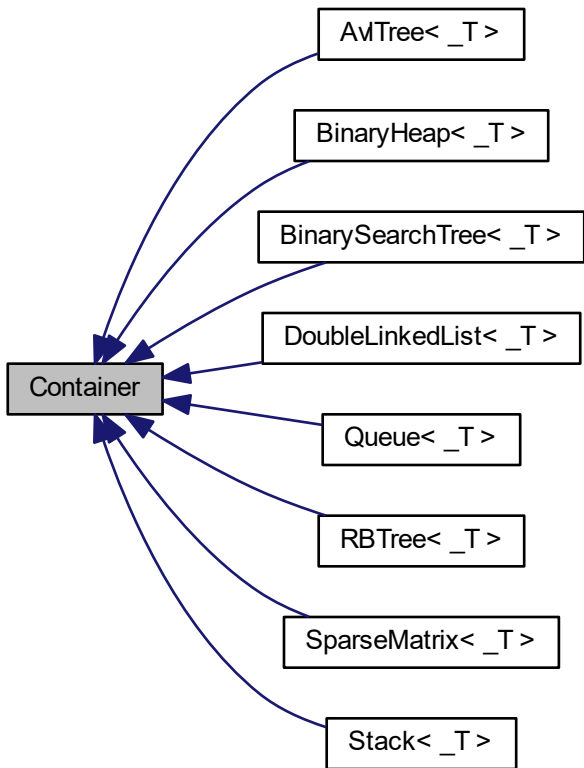 AvlTree< _T >
BinaryHeap< _T >
BinarySearchTree< _T >
DoubleLinkedList< _T >
Container
Queue< _T >
RBTree< _T >
SparseMatrix< _T >
Stack< _T >